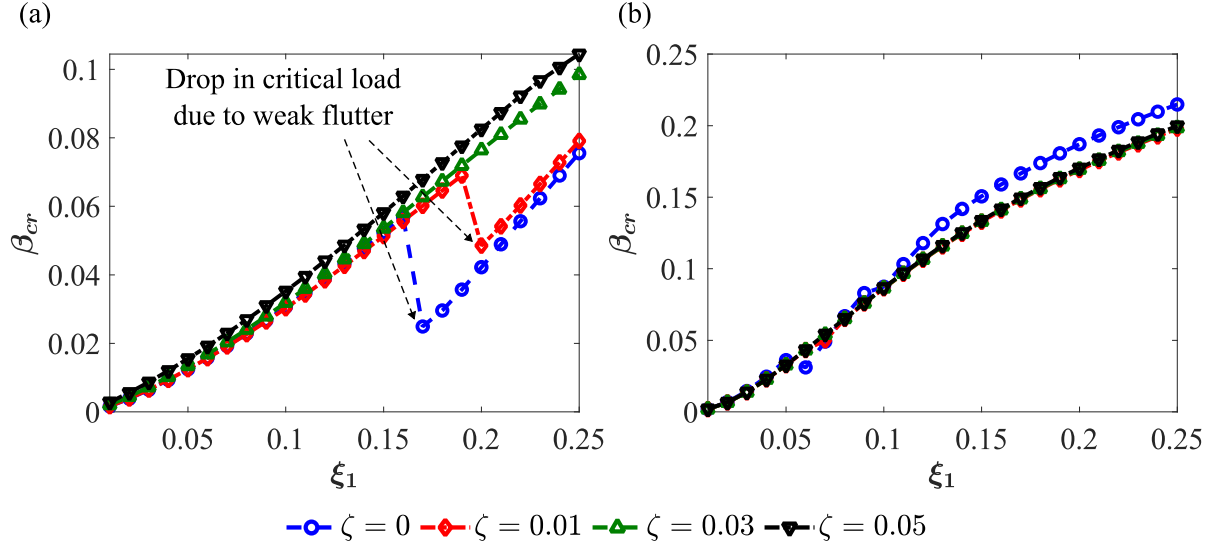 (a)
Drop in critical load
due to weak flutter
β_cr
0.1
0.08
0.06
0.04
0.02
0
0.05
0.1
0.15
0.2
0.25
ξ₁
(b)
β_cr
0.25
0.2
0.15
0.1
0.05
0
0.05
0.1
0.15
0.2
0.25
ξ₁
ζ = 0
ζ = 0.01
ζ = 0.03
ζ = 0.05